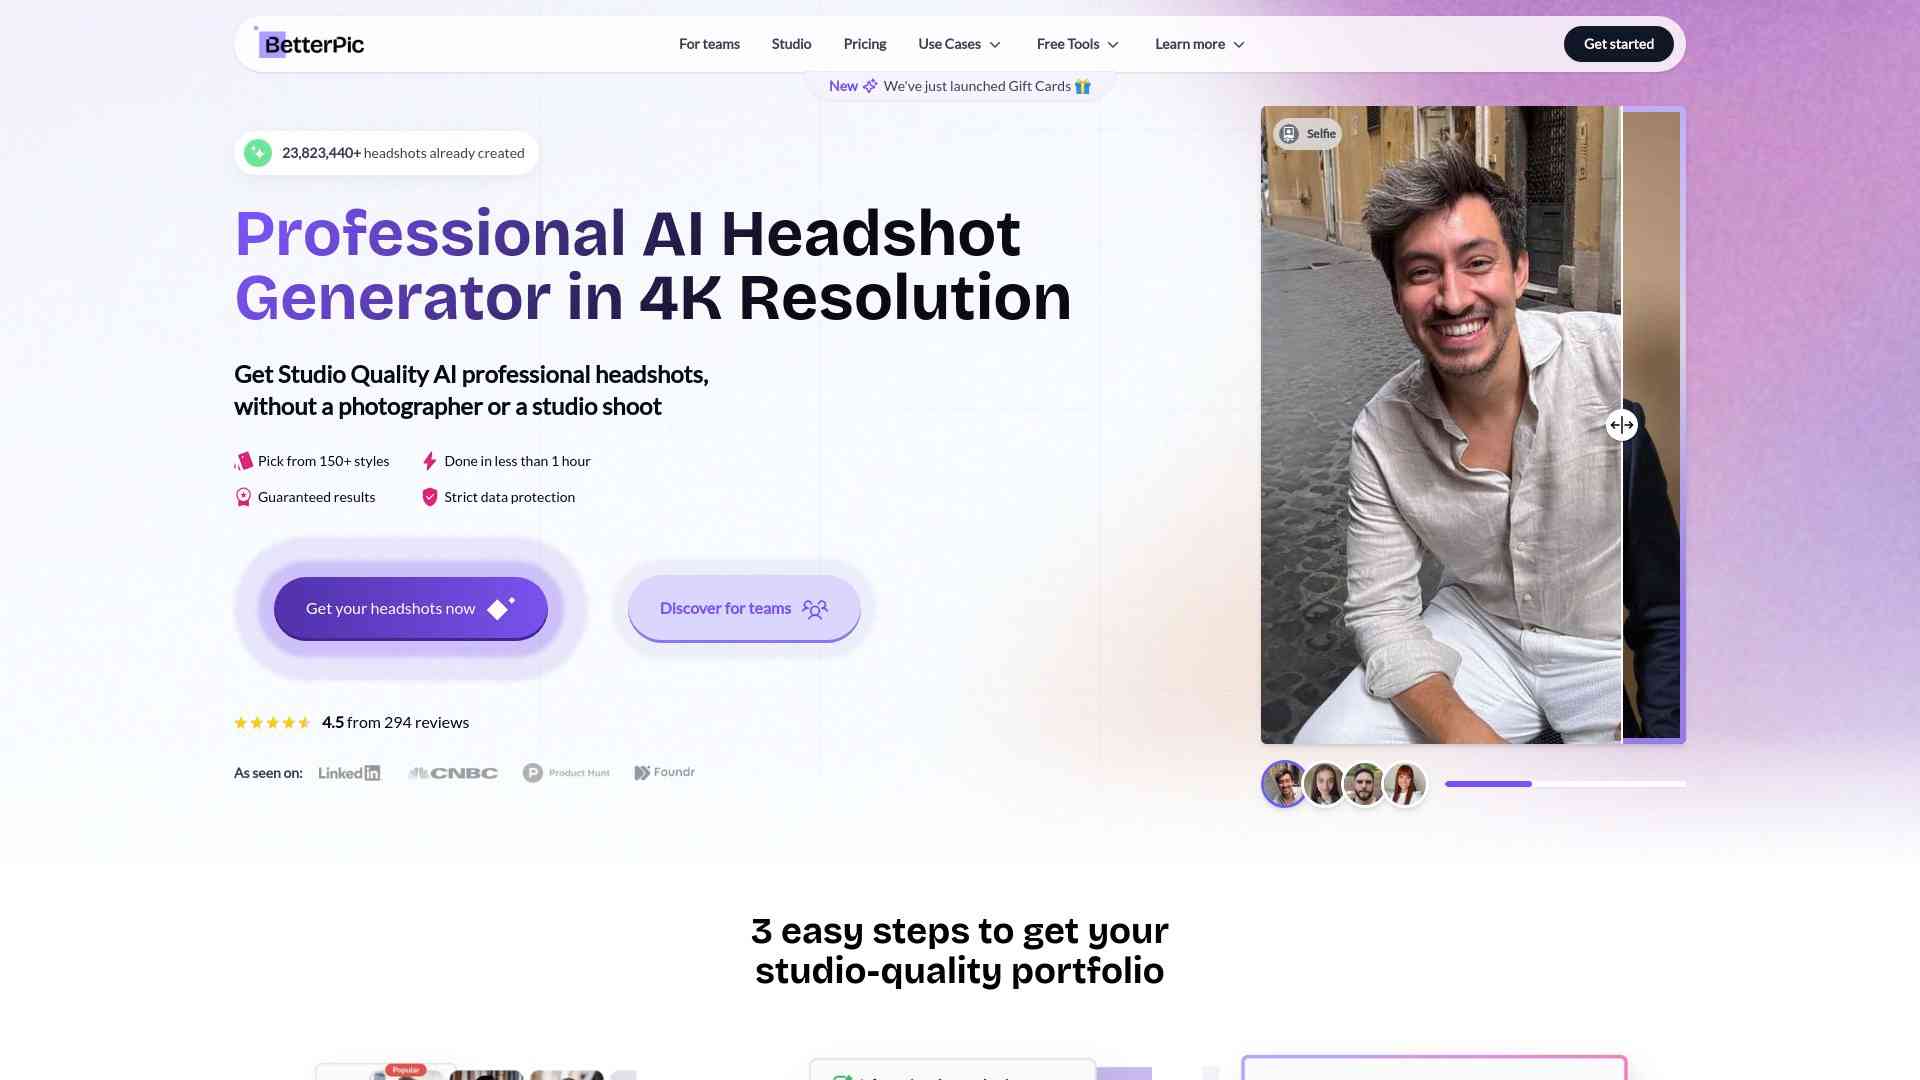 BetterPic
For teams
Studio
Pricing
Use Cases
Free Tools
Learn more
Get started
New We've just launched Gift Cards
23,823,440+ headshots already created
Selfie
Professional AI Headshot
Generator in 4K Resolution
Get Studio Quality AI professional headshots,
without a photographer or a studio shoot
Pick from 150+ styles
Done in less than 1 hour
Guaranteed results
Strict data protection
Get your headshots now
Discover for teams
4.5 from 294 reviews
As seen on:
LinkedIn
CNBC
Product Hunt
Foundr
3 easy steps to get your
studio-quality portfolio
Popular